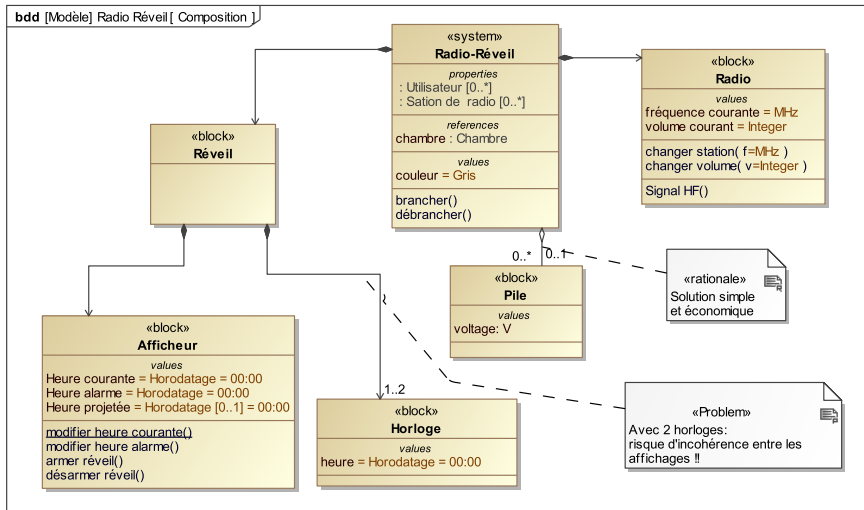 bdd [Modèle] Radio Réveil [ Composition ]
«system»
Radio-Réveil
properties
: Utilisateur [0..*]
: Sation de radio [0..*]
references
chambre : Chambre
values
couleur = Gris
brancher()
débrancher()
«block»
Radio
values
fréquence courante = MHz
volume courant = Integer
changer station( f=MHz )
changer volume( v=Integer )
Signal HF()
«block»
Réveil
0..*
0..1
«block»
Pile
values
voltage: V
«rationale»
Solution simple
et économique
R
«block»
Afficheur
values
Heure courante = Horodatage = 00:00
Heure alarme = Horodatage = 00:00
Heure projetée = Horodatage [0..1] = 00:00
modifier heure courante()
modifier heure alarme()
armer réveil()
désarmer réveil()
1..2
«block»
Horloge
values
heure = Horodatage = 00:00
«Problem»
Avec 2 horloges:
risque d'incohérence entre les
affichages !!
P